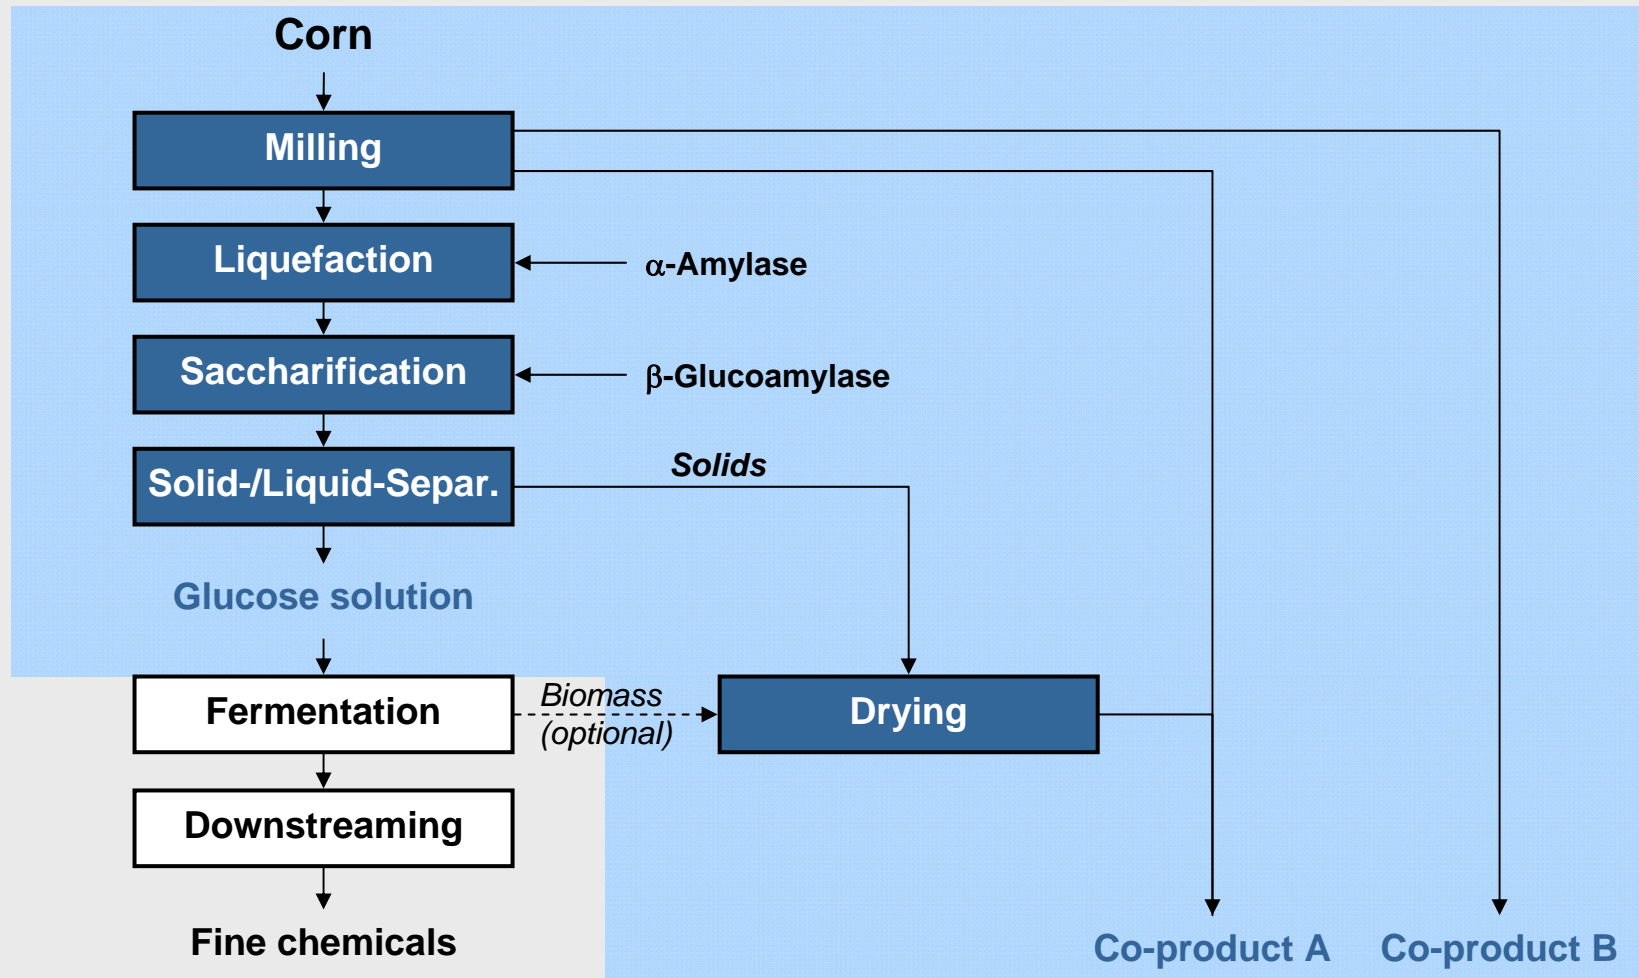 Corn
Milling
Liquefaction
α-Amylase
Saccharification
β-Glucoamylase
Solid-/Liquid-Separ.
Solids
Glucose solution
Fermentation
Biomass
(optional)
Drying
Downstreaming
Fine chemicals
Co-product A
Co-product B